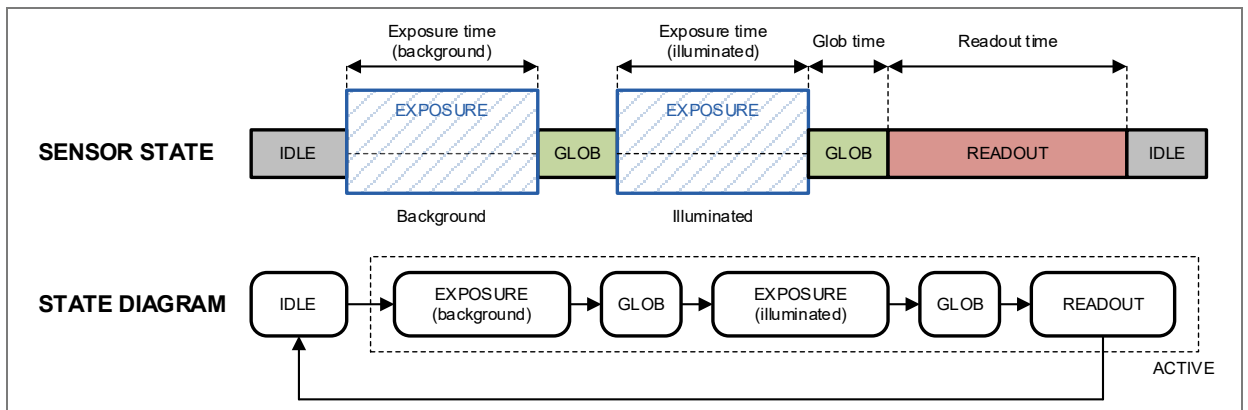 Exposure time
(background)
Exposure time
(illuminated)
Glob time
Readout time
EXPOSURE
EXPOSURE
SENSOR STATE
IDLE
GLOB
GLOB
READOUT
IDLE
Background
Illuminated
STATE DIAGRAM
IDLE
EXPOSURE
(background)
GLOB
EXPOSURE
(illuminated)
GLOB
READOUT
ACTIVE